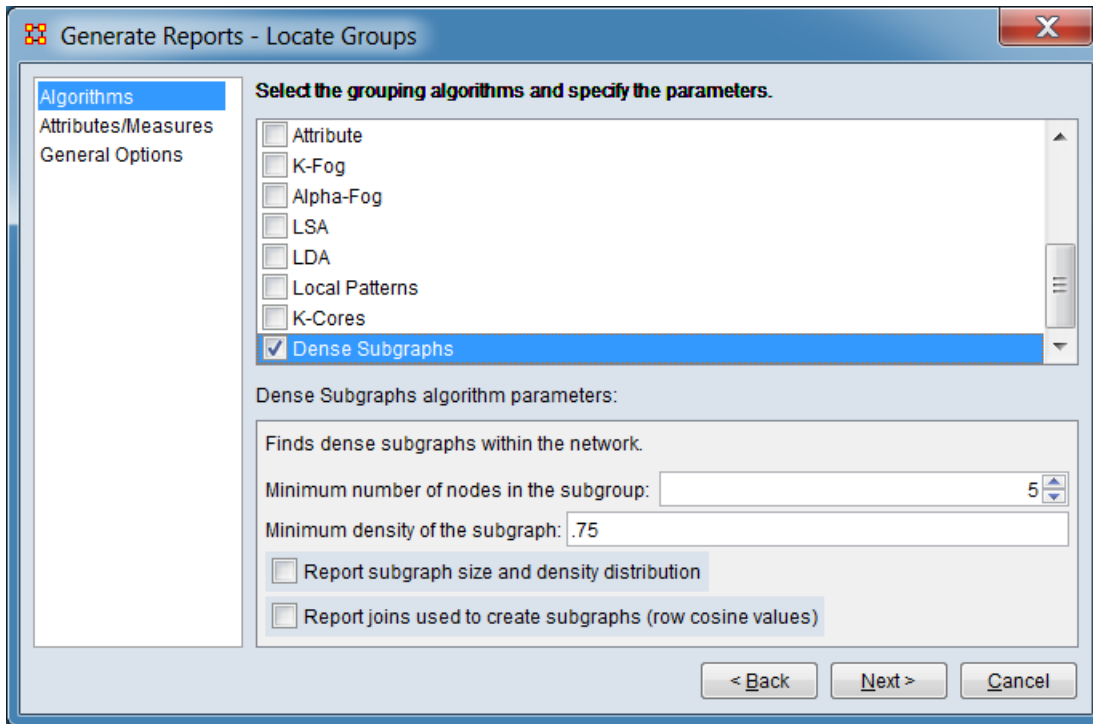 Generate Reports - Locate Groups
Algorithms
Attributes/Measures
General Options
Select the grouping algorithms and specify the parameters.
Attribute
K-Fog
Alpha-Fog
LSA
LDA
Local Patterns
K-Cores
Dense Subgraphs
Dense Subgraphs algorithm parameters:
Finds dense subgraphs within the network.
Minimum number of nodes in the subgroup: 5
Minimum density of the subgraph: .75
Report subgraph size and density distribution
Report joins used to create subgraphs (row cosine values)
< Back Next > Cancel